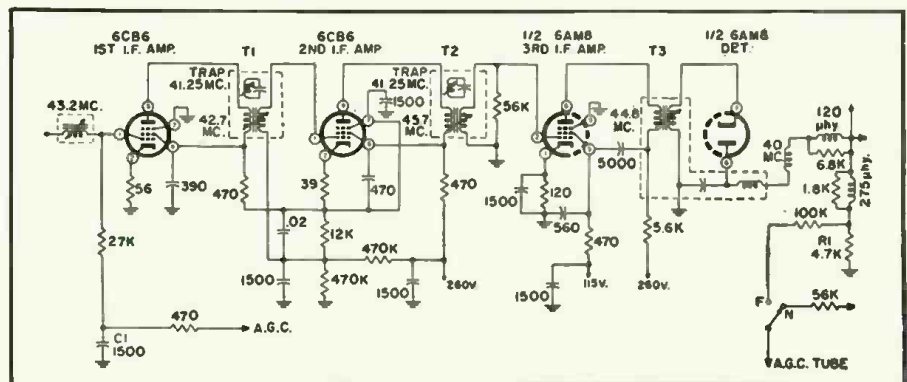 6CB6
1ST I.F. AMP.
T1
6CB6
2ND I.F. AMP.
T2
1/2 6AM8
3RD I.F. AMP.
T3
1/2 6AM8
DET.
TRAP
41.25MC.
TRAP
41.25MC.
1500
43.2MC.
42.7
MC.
45.7
MC.
56K
44.8
MC.
120
µhy
40
MC.
6.8K
1.8K
275µhy.
5000
56
390
470
39
470
470
1500
120
560
470
5.6K
27K
.02
12K
470K
1500
470K
1500
260V.
1500
115V.
260V.
100K
R1
4.7K
F
N
56K
470
A.G.C.
C1
1500
A.G.C. TUBE